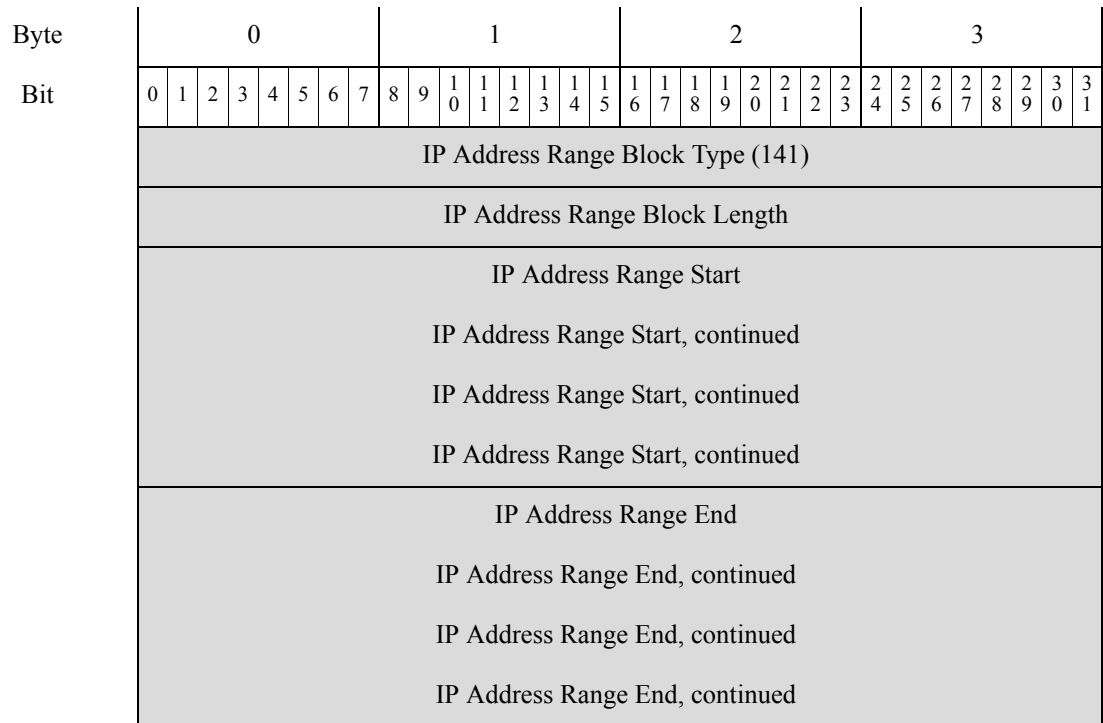 Byte 0 1 2 3
Bit 0 1 2 3 4 5 6 7 8 9 10 11 12 13 14 15 16 17 18 19 20 21 22 23 24 25 26 27 28 29 30 31
IP Address Range Block Type (141)
IP Address Range Block Length
IP Address Range Start
IP Address Range Start, continued
IP Address Range Start, continued
IP Address Range Start, continued
IP Address Range End
IP Address Range End, continued
IP Address Range End, continued
IP Address Range End, continued